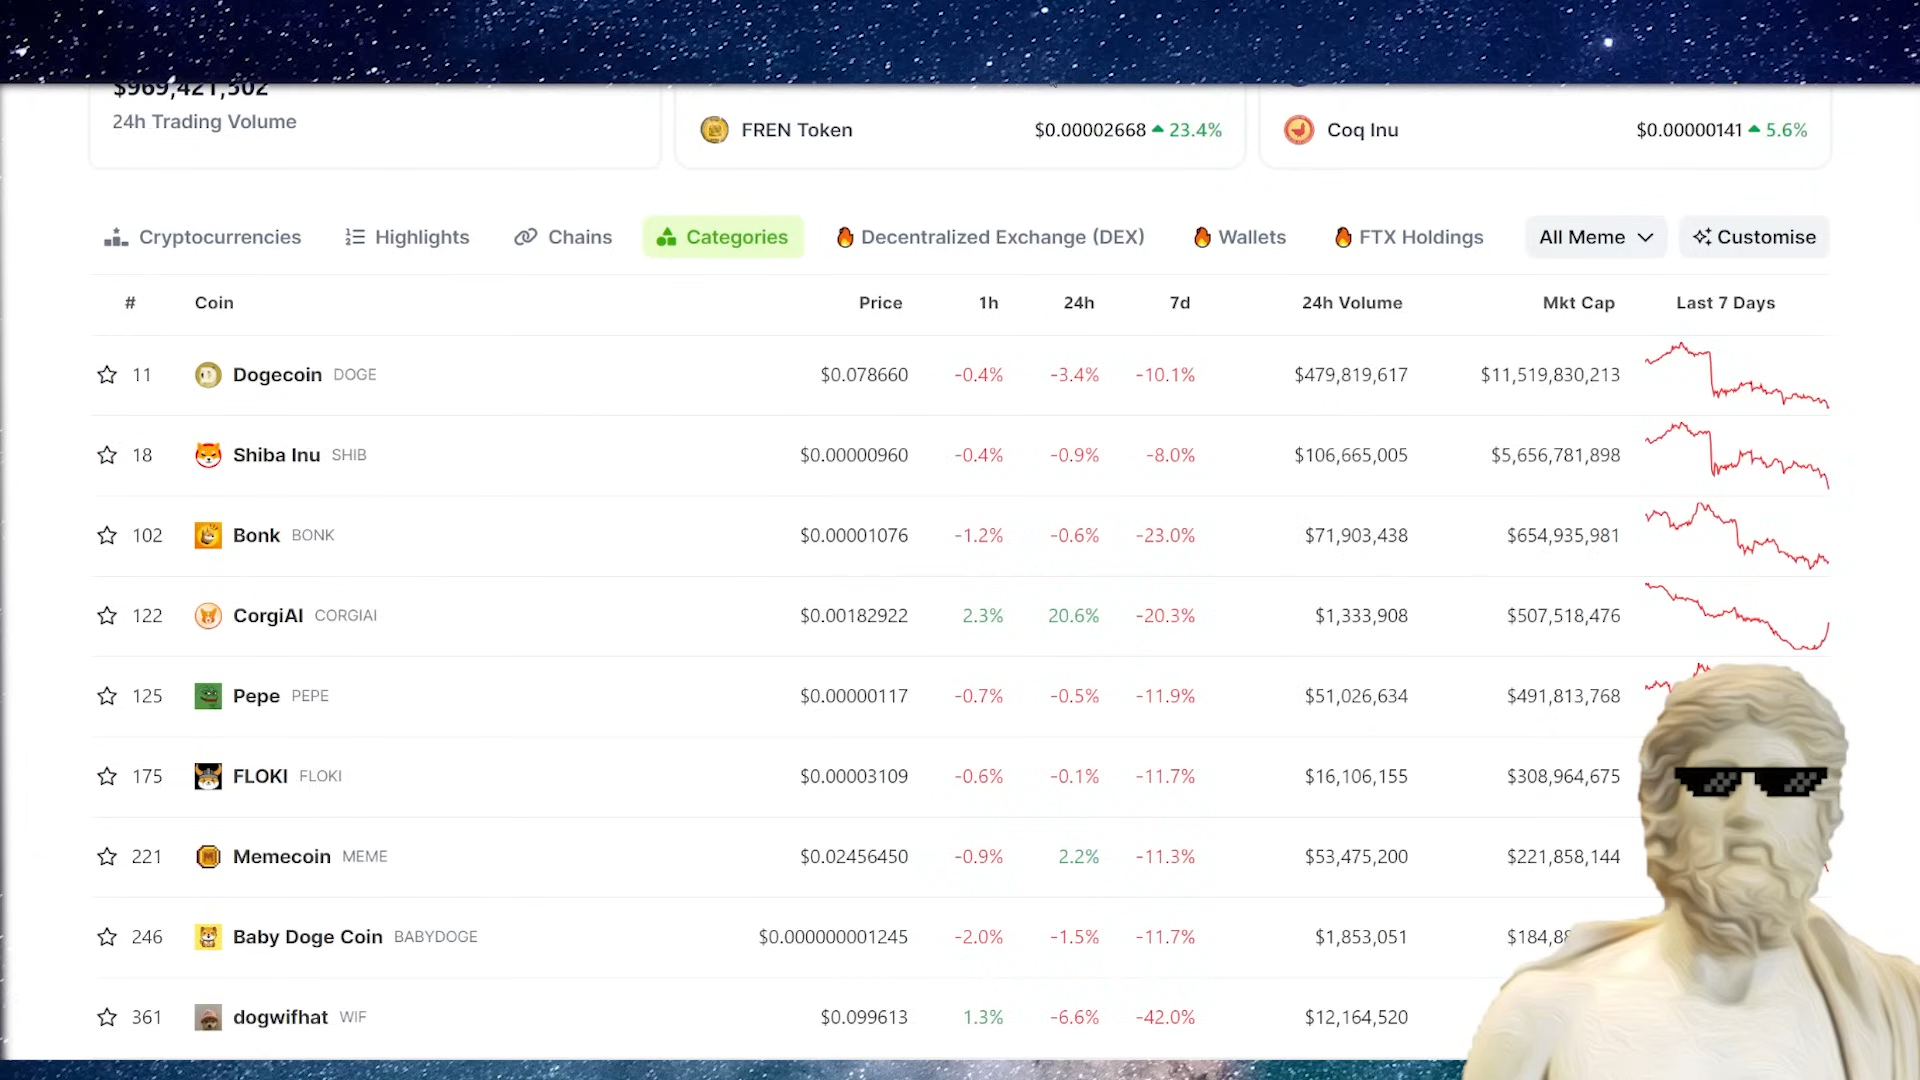 $969,421,302
24h Trading Volume
FREN Token $0.00002668 23.4%
Coq Inu $0.00000141 5.6%
Cryptocurrencies Highlights Chains Categories Decentralized Exchange (DEX) Wallets FTX Holdings All Meme Customise
# Coin Price 1h 24h 7d 24h Volume Mkt Cap Last 7 Days
11 Dogecoin DOGE $0.078660 -0.4% -3.4% -10.1% $479,819,617 $11,519,830,213
18 Shiba Inu SHIB $0.00000960 -0.4% -0.9% -8.0% $106,665,005 $5,656,781,898
102 Bonk BONK $0.00001076 -1.2% -0.6% -23.0% $71,903,438 $654,935,981
122 CorgiAI CORGIAI $0.00182922 2.3% 20.6% -20.3% $1,333,908 $507,518,476
125 Pepe PEPE $0.00000117 -0.7% -0.5% -11.9% $51,026,634 $491,813,768
175 FLOKI FLOKI $0.00003109 -0.6% -0.1% -11.7% $16,106,155 $308,964,675
221 Memecoin MEME $0.02456450 -0.9% 2.2% -11.3% $53,475,200 $221,858,144
246 Baby Doge Coin BABYDOGE $0.000000001245 -2.0% -1.5% -11.7% $1,853,051
361 dogwifhat WIF $0.099613 1.3% -6.6% -42.0% $12,164,520